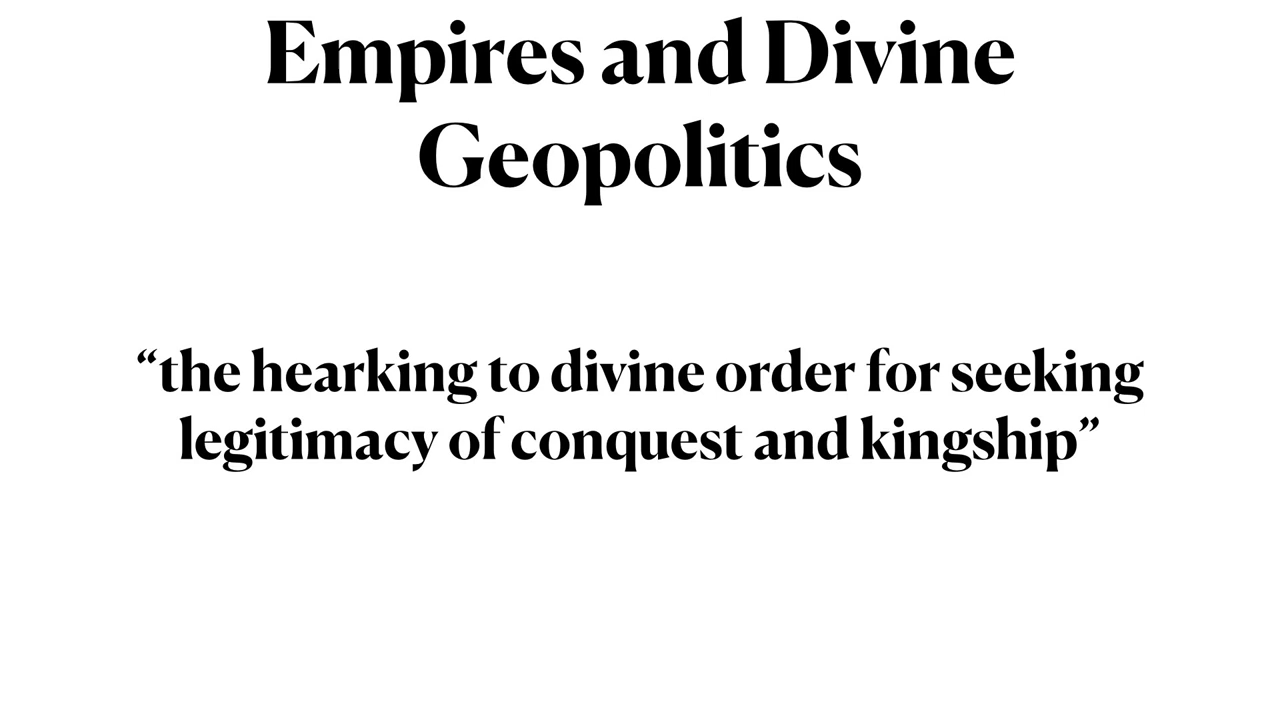 Empires and Divine
Geopolitics
“the hearking to divine order for seeking
legitimacy of conquest and kingship”